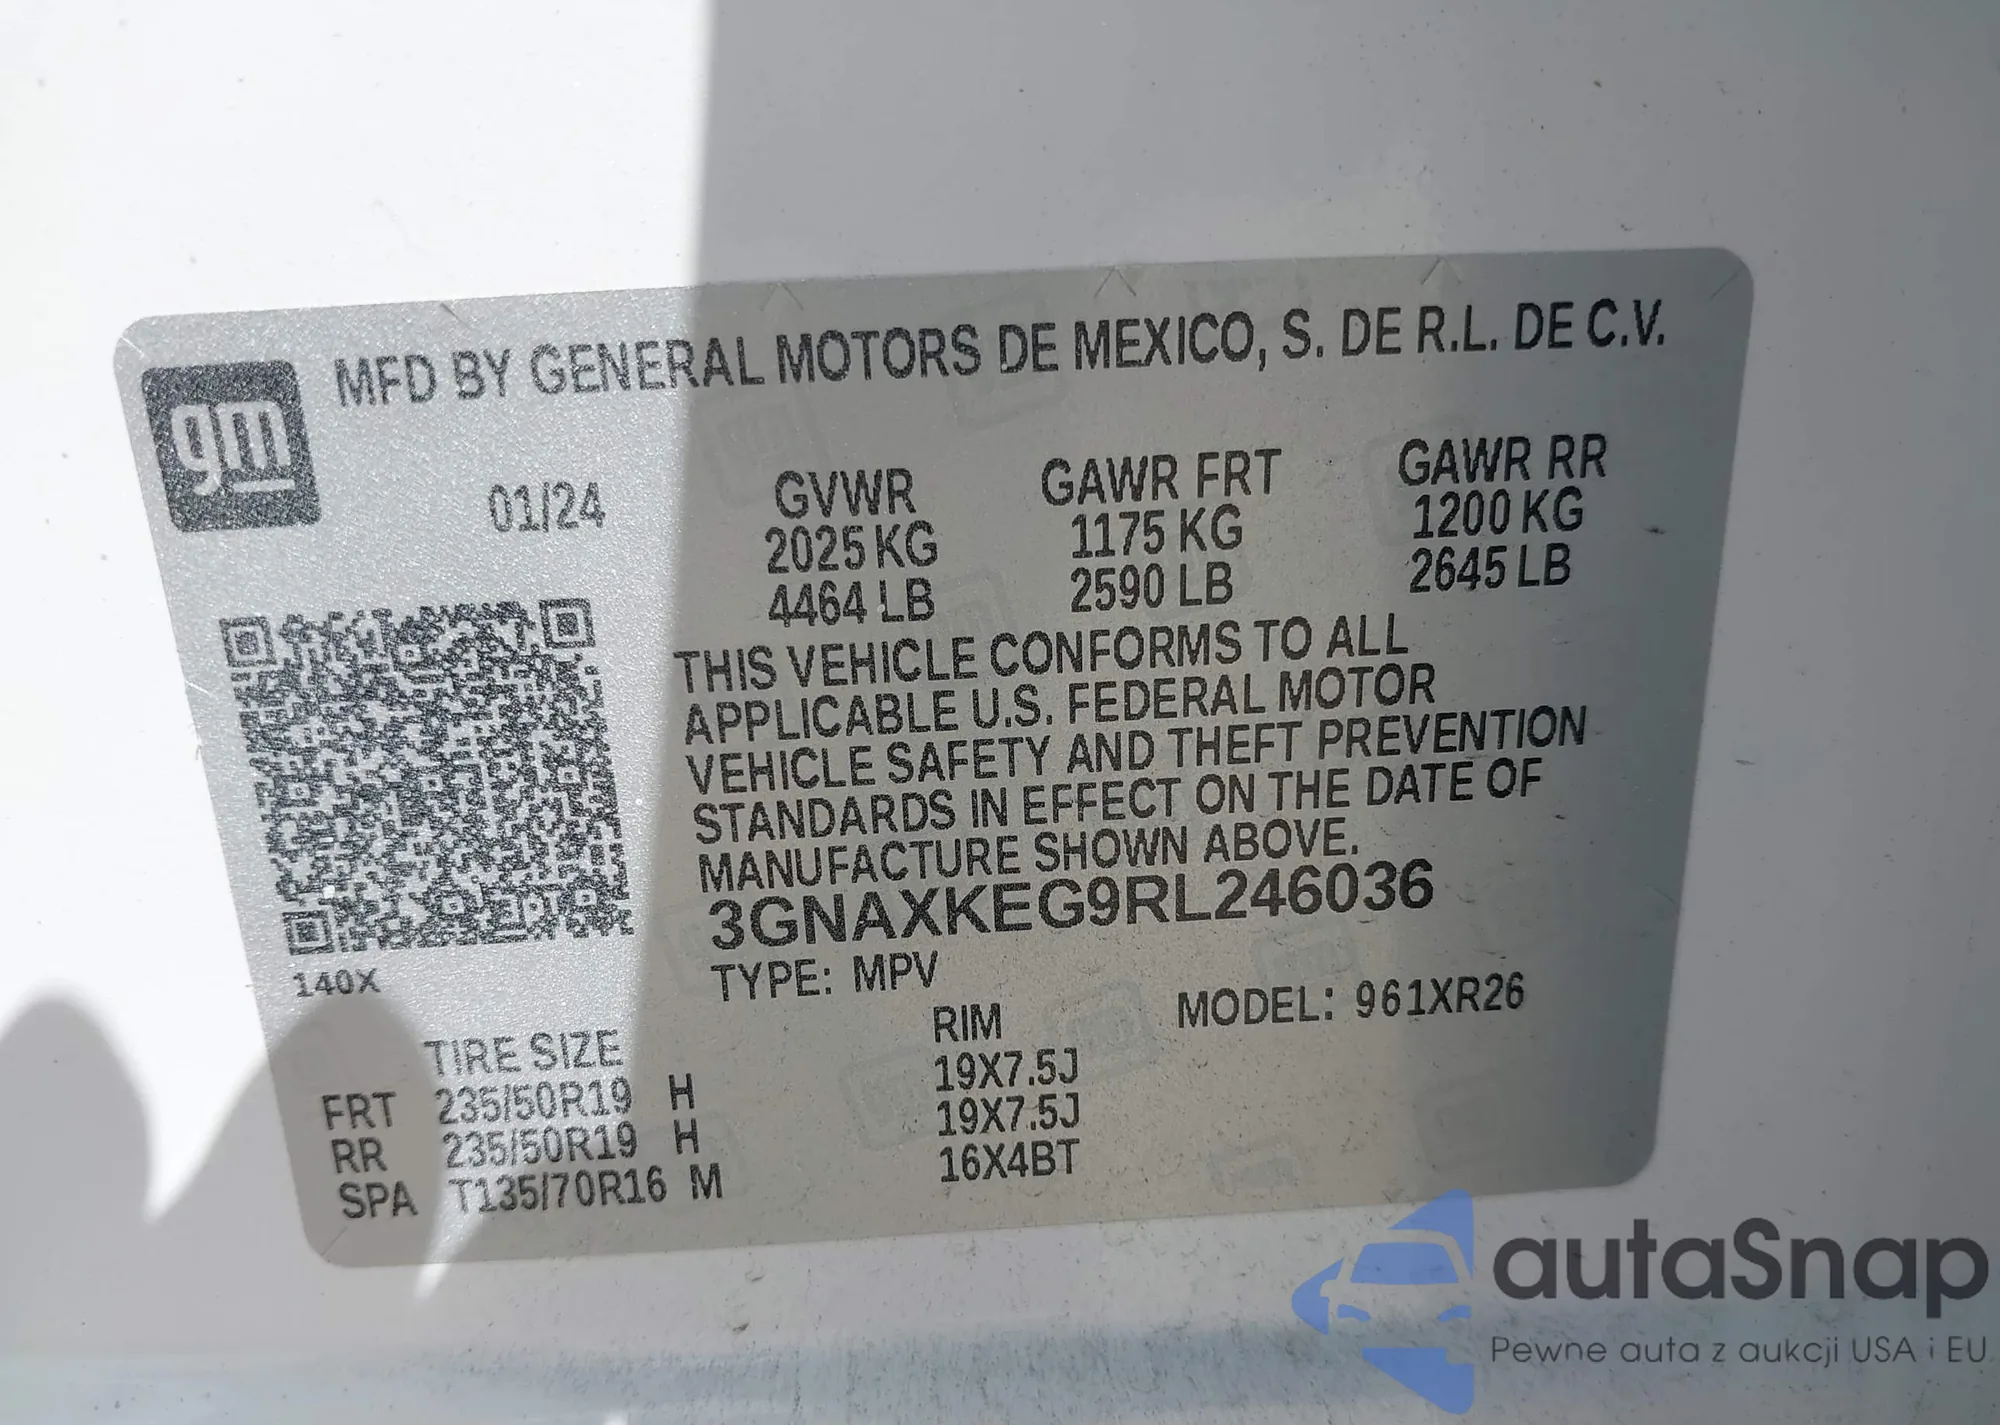 gm
MFD BY GENERAL MOTORS DE MEXICO, S. DE R.L. DE C.V.
01/24
GVWR GAWR FRT GAWR RR
2025 KG 1175 KG 1200 KG
4464 LB 2590 LB 2645 LB
THIS VEHICLE CONFORMS TO ALL
APPLICABLE U.S. FEDERAL MOTOR
VEHICLE SAFETY AND THEFT PREVENTION
STANDARDS IN EFFECT ON THE DATE OF
MANUFACTURE SHOWN ABOVE.
3GNAXKEG9RL246036
140X
TYPE: MPV
MODEL: 961XR26
TIRE SIZE RIM
FRT 235/50R19 H 19X7.5J
RR 235/50R19 H 19X7.5J
SPA T135/70R16 M 16X4BT
autaSnap
Pewne auta z aukcji USA i EU